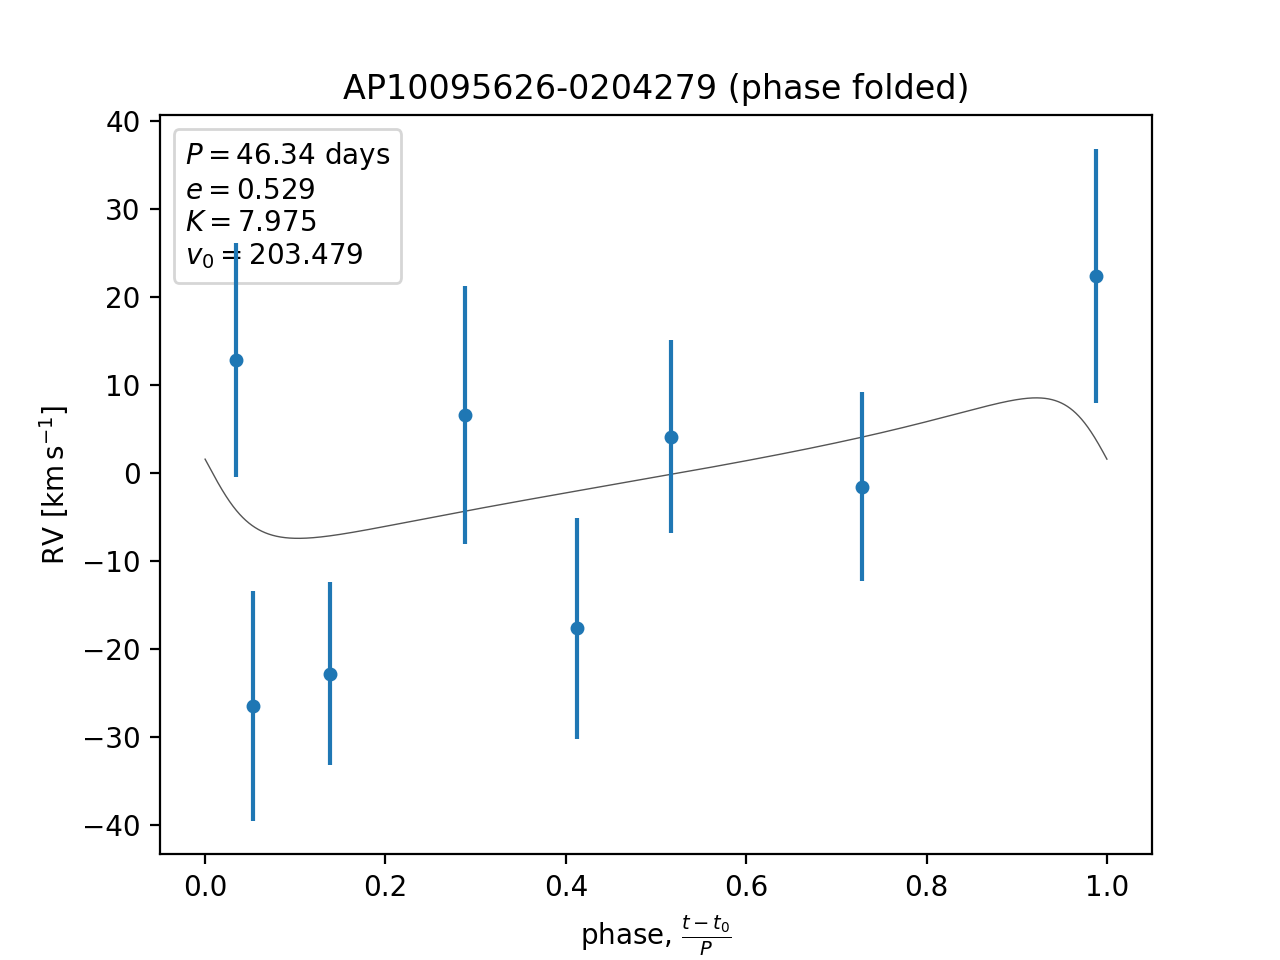 AP10095626-0204279 (phase folded)
P = 46.34 days
e = 0.529
K = 7.975
v₀ = 203.479
40
30
20
10
0
−10
−20
−30
−40
RV [km s⁻¹]
0.0 0.2 0.4 0.6 0.8 1.0
phase, (t − t₀)/P